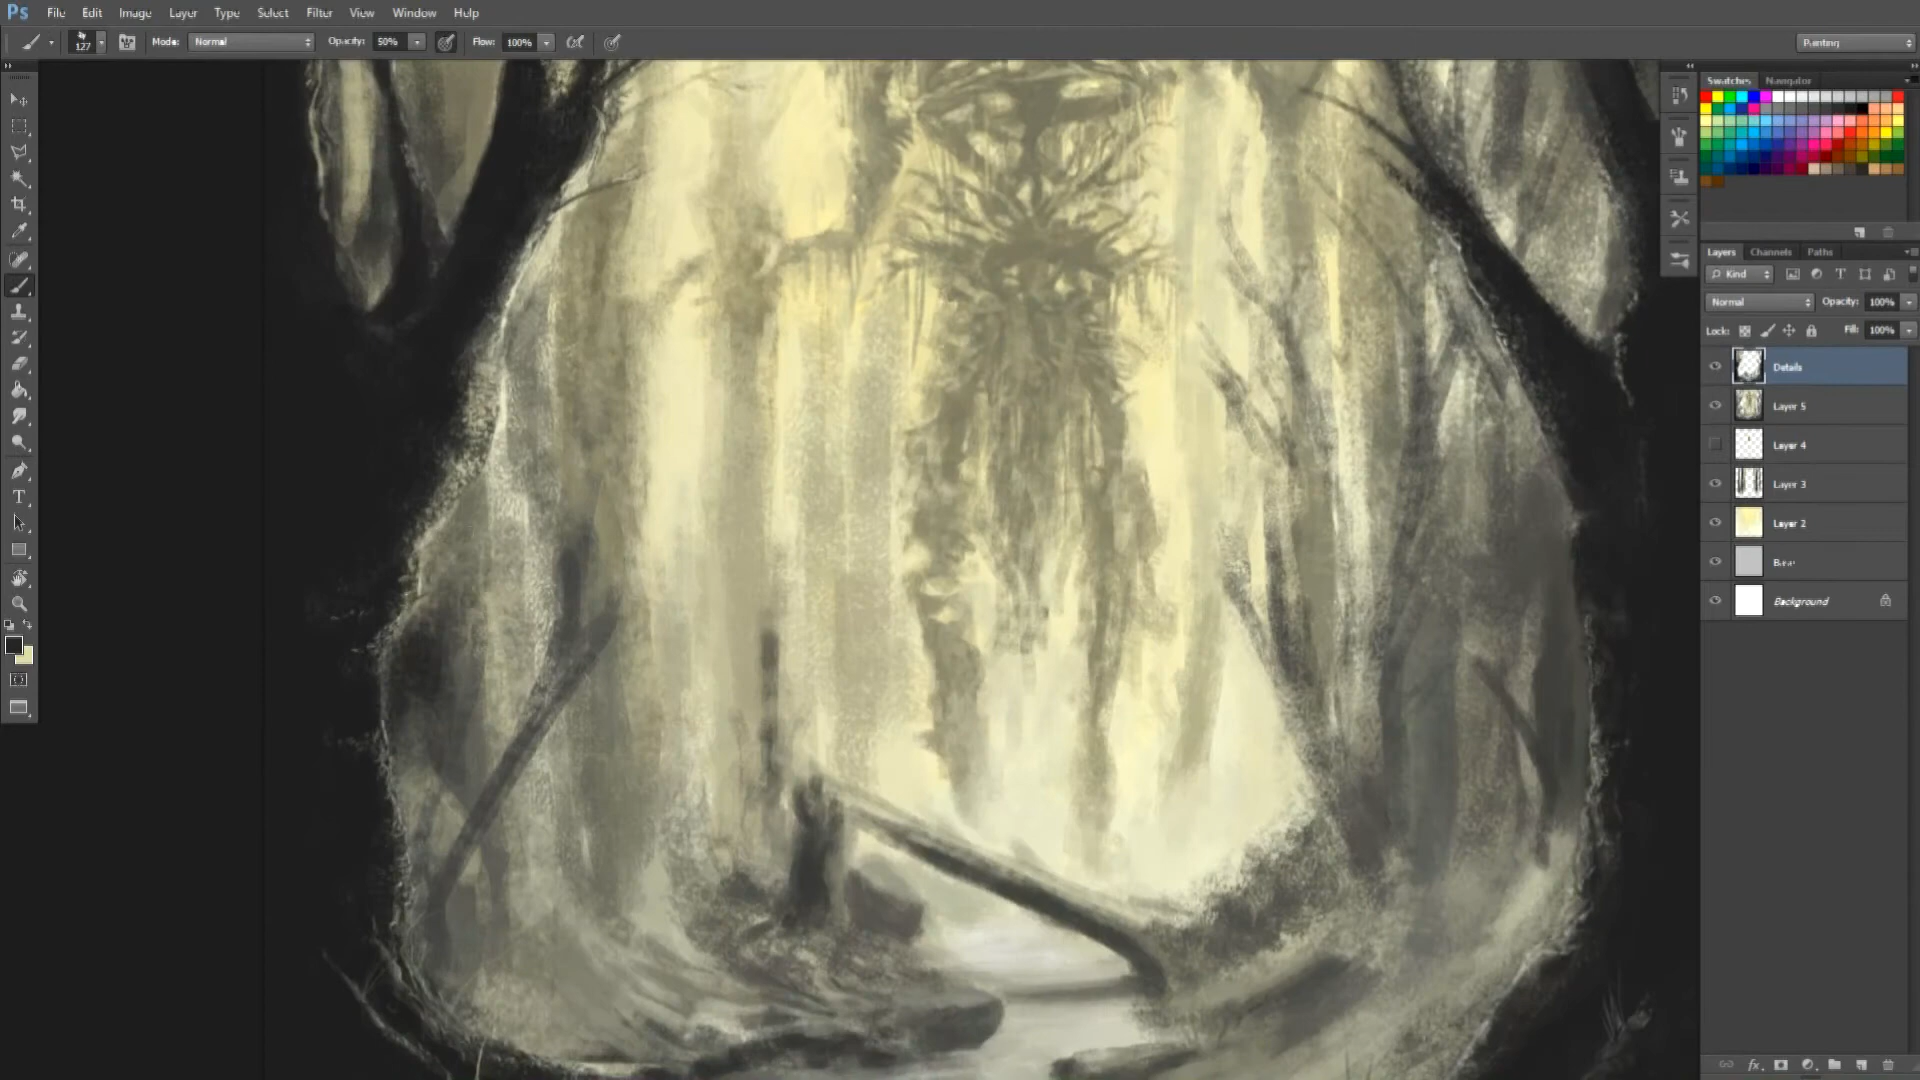 Ps File Edit Image Layer Type Select Filter View Window Help
127 Mode: Normal Opacity: 50% Flow: 100% Painting
Swatches Navigator
Layers Channels Paths
Kind
Normal Opacity: 100%
Lock: Fill: 100%
Details
Layer 5
Layer 4
Layer 3
Layer 2
Base
Background